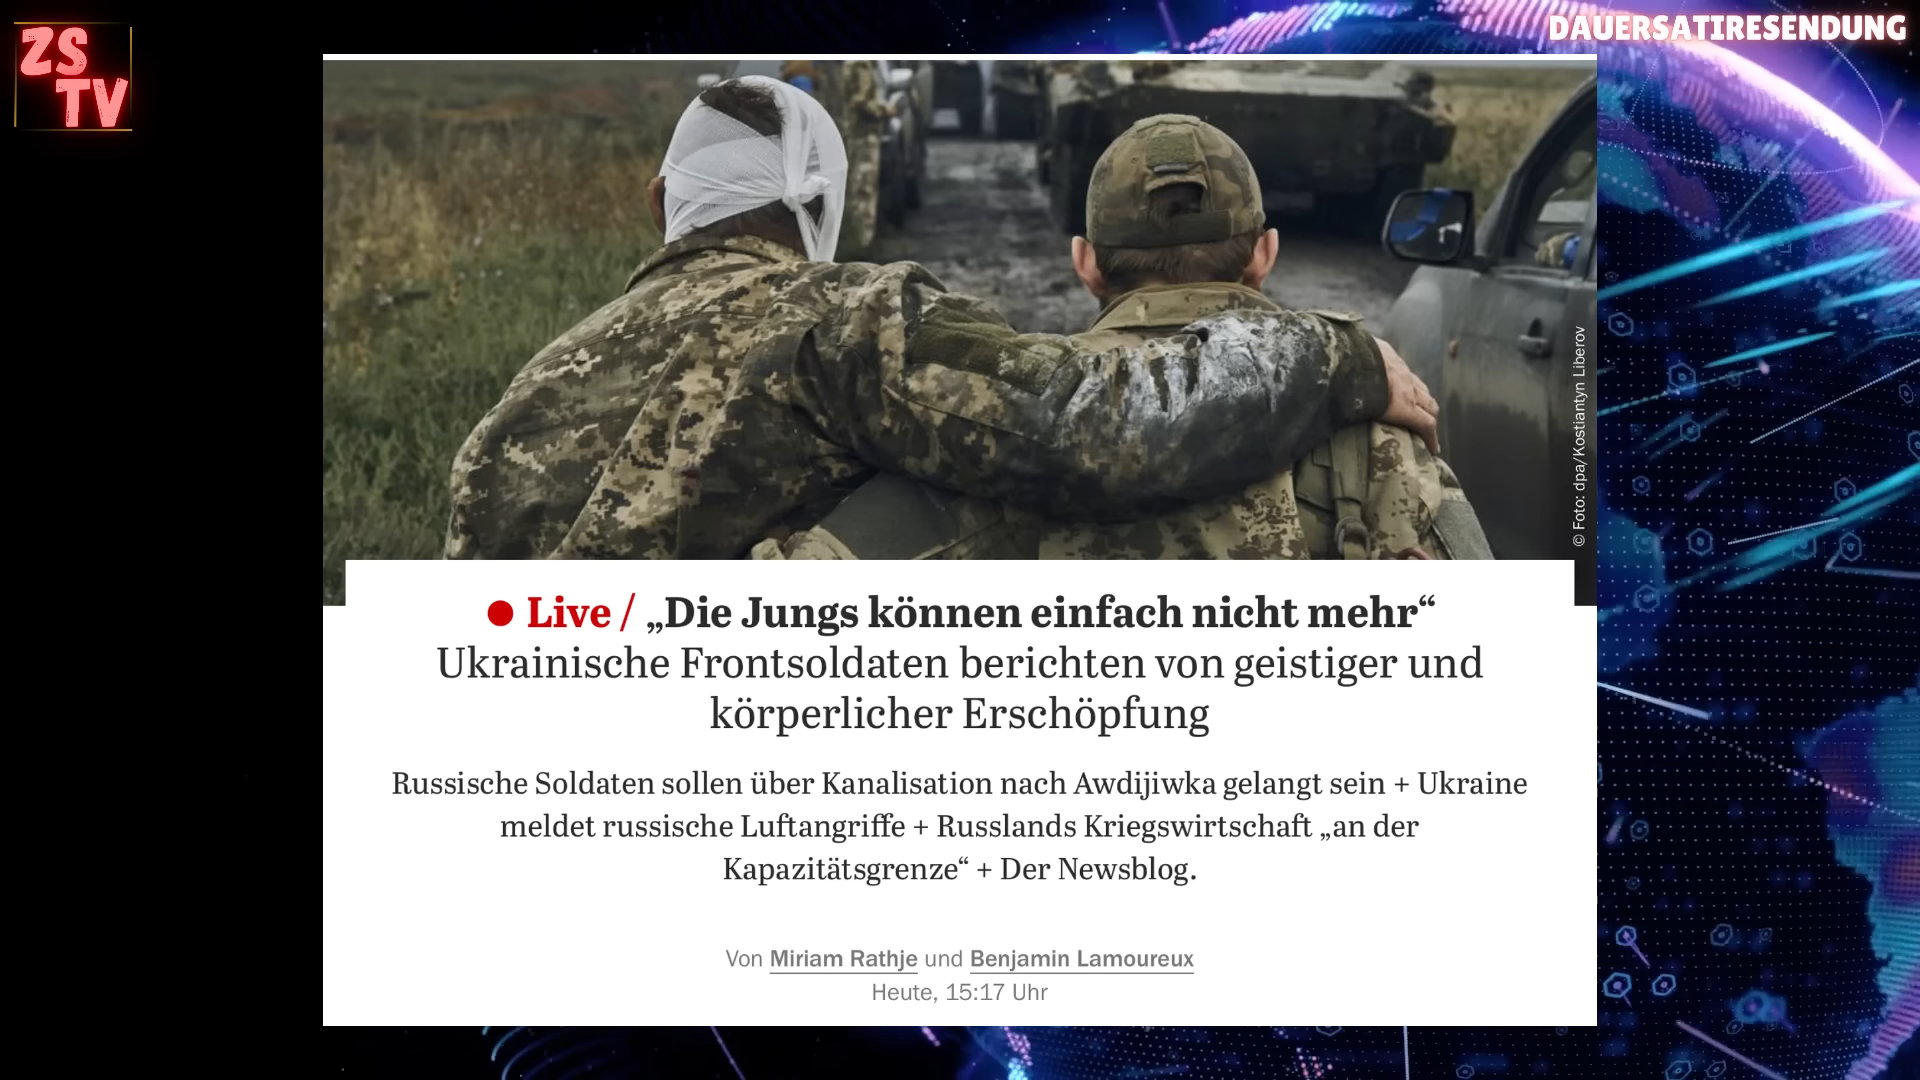 ZS
TV
DAUERSATIRESENDUNG
© Foto: dpa/Kostiantyn Liberov
Live / „Die Jungs können einfach nicht mehr“
Ukrainische Frontsoldaten berichten von geistiger und
körperlicher Erschöpfung
Russische Soldaten sollen über Kanalisation nach Awdijiwka gelangt sein + Ukraine
meldet russische Luftangriffe + Russlands Kriegswirtschaft „an der
Kapazitätsgrenze“ + Der Newsblog.
Von Miriam Rathje und Benjamin Lamoureux
Heute, 15:17 Uhr